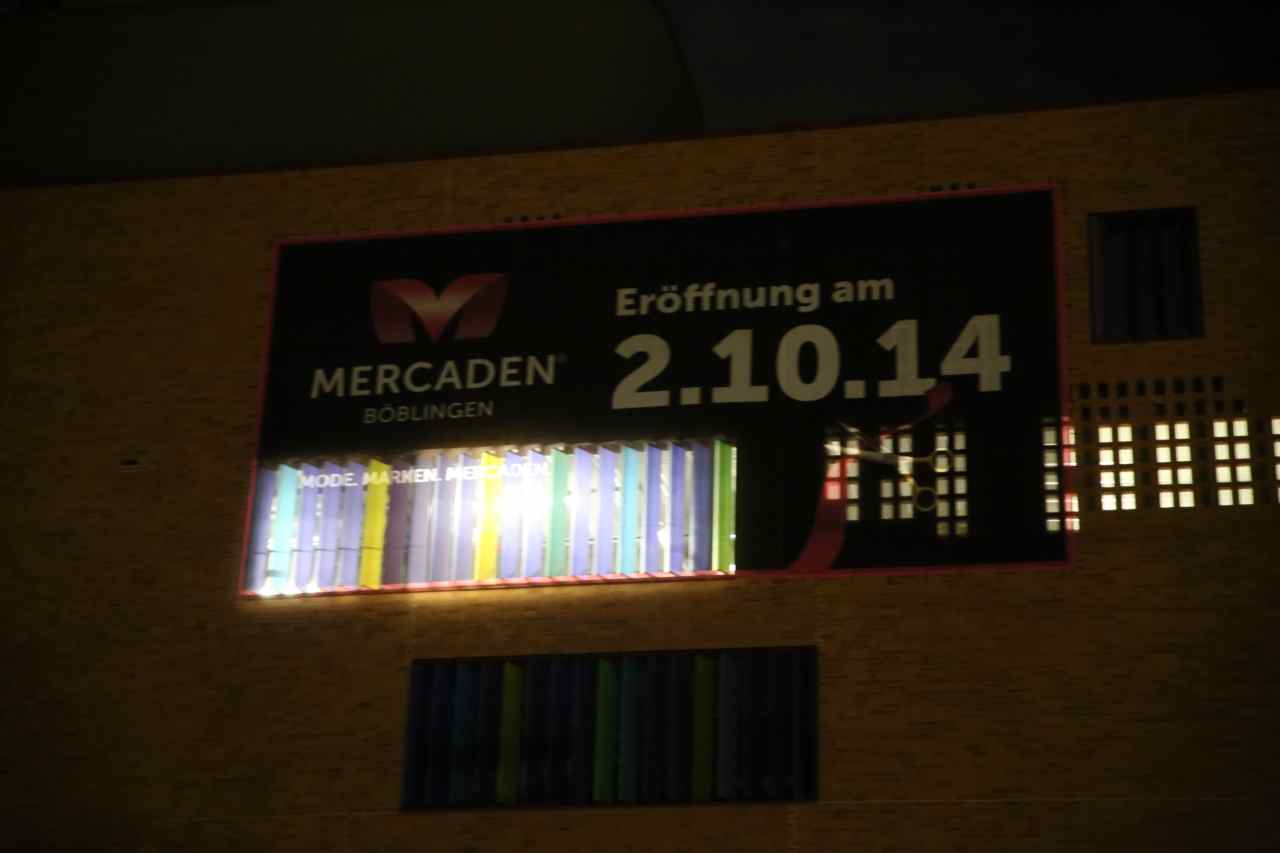 MERCADEN®
BÖBLINGEN
MODE. MARKEN. MERCADEN.
Eröffnung am
2.10.14